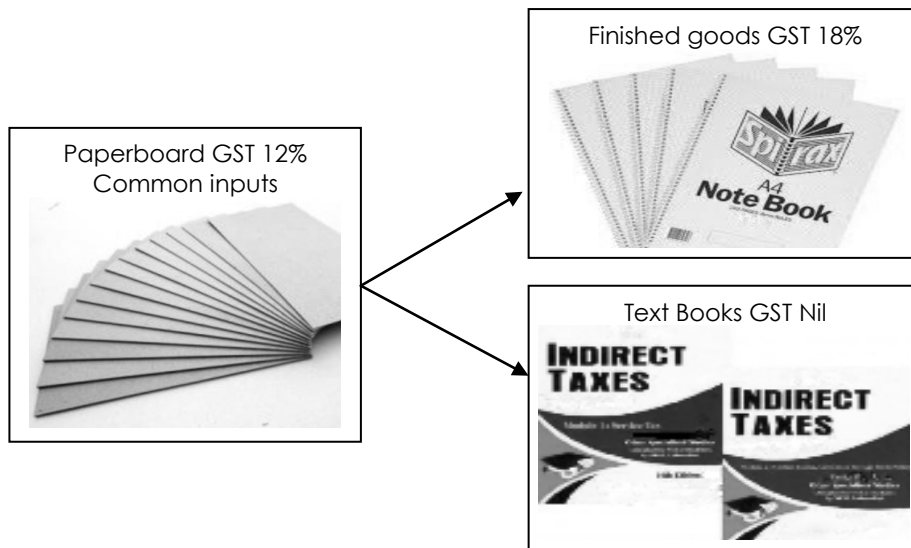 Finished goods GST 18%
Spirax
A4
Note Book
Paperboard GST 12%
Common inputs
Text Books GST Nil
INDIRECT
TAXES
INDIRECT
TAXES